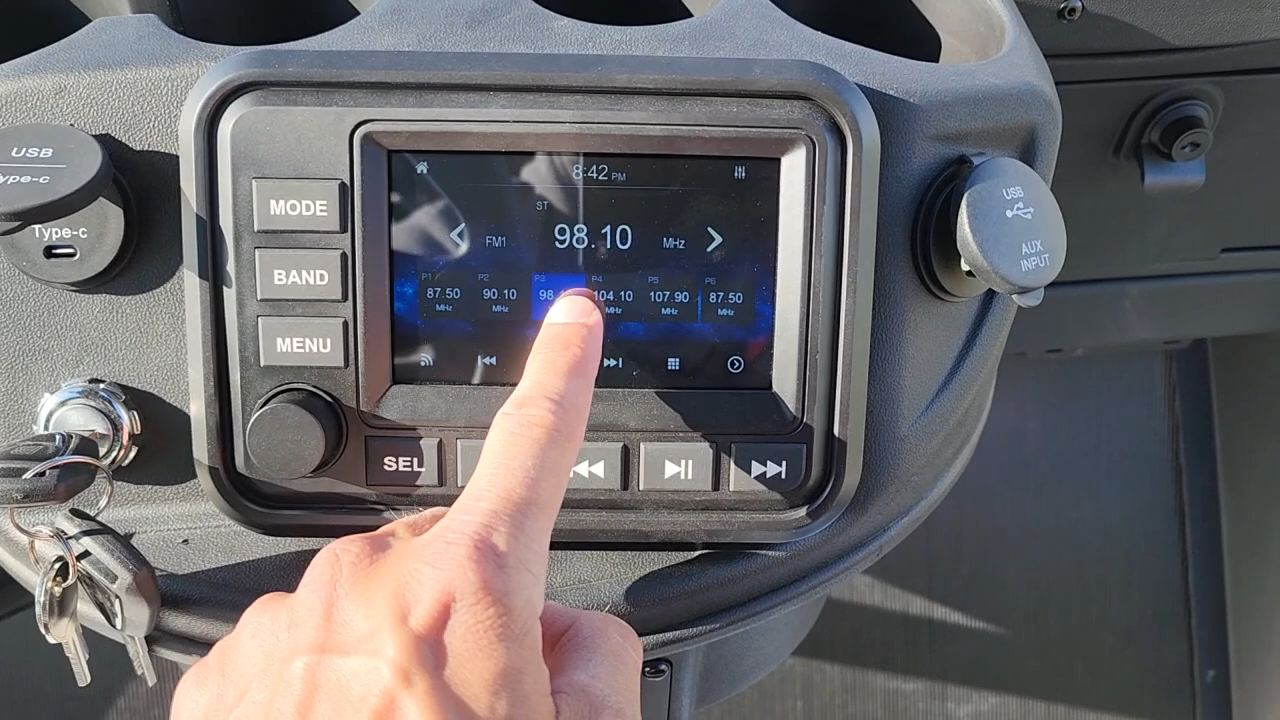 USB
Type-c
Type-c
MODE
BAND
MENU
SEL
8:42 PM
ST
FM1 98.10 MHz
P1 P2 P3 P4 P5 P6
87.50 90.10 98. 104.10 107.90 87.50
MHz MHz MHz MHz MHz
USB
AUX
INPUT